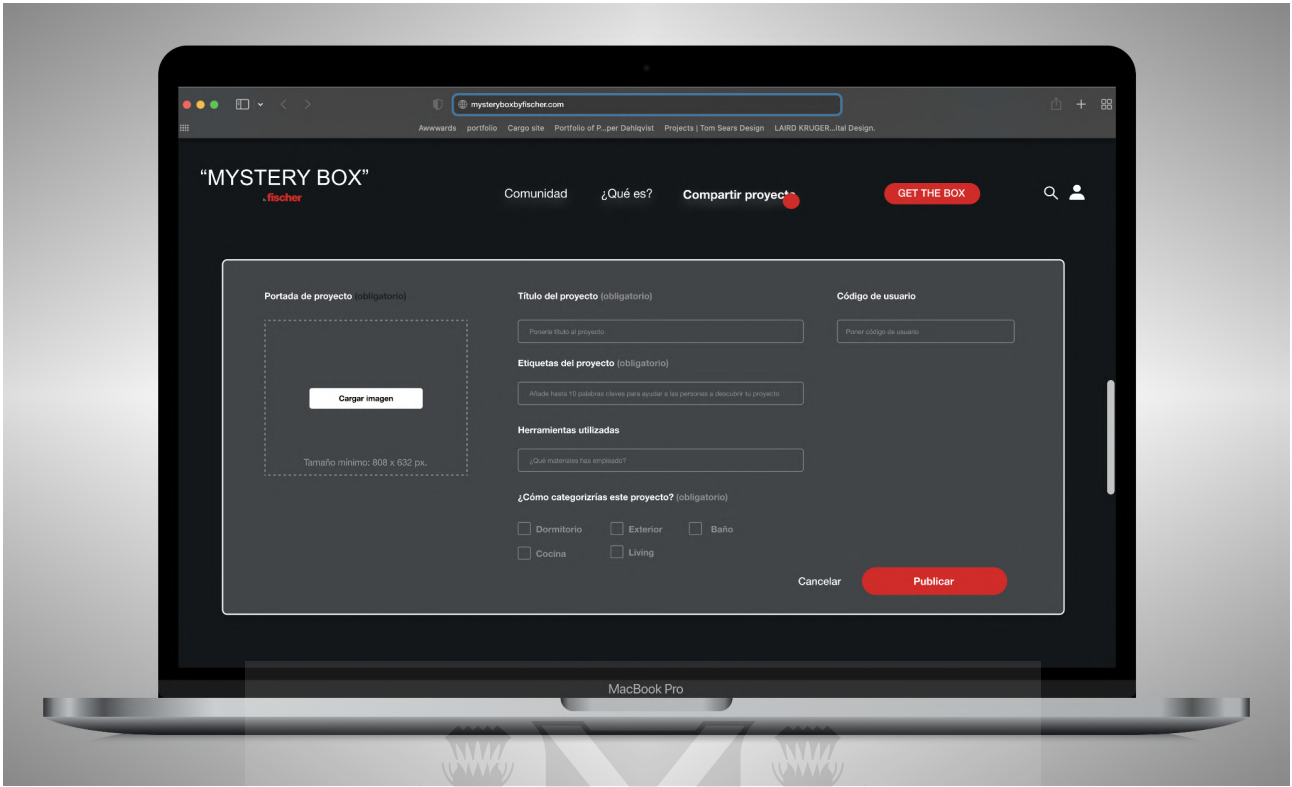 mysteryboxbyfischer.com
Awwwards portfolio Cargo site Portfolio of P...per Dahlqvist Projects | Tom Sears Design LAIRD KRUGER...ital Design.
“MYSTERY BOX”
fischer
Comunidad ¿Qué es? Compartir proyecto GET THE BOX
Portada de proyecto (obligatorio)
Cargar imagen
Tamaño mínimo: 808 x 632 px.
Título del proyecto (obligatorio)
Ponerle título al proyecto
Etiquetas del proyecto (obligatorio)
Añade hasta 10 palabras claves para ayudar a las personas a descubrir tu proyecto
Herramientas utilizadas
¿Qué materiales has empleado?
¿Cómo categorizrías este proyecto? (obligatorio)
Dormitorio Exterior Baño
Cocina Living
Código de usuario
Poner código de usuario
Cancelar Publicar
MacBook Pro